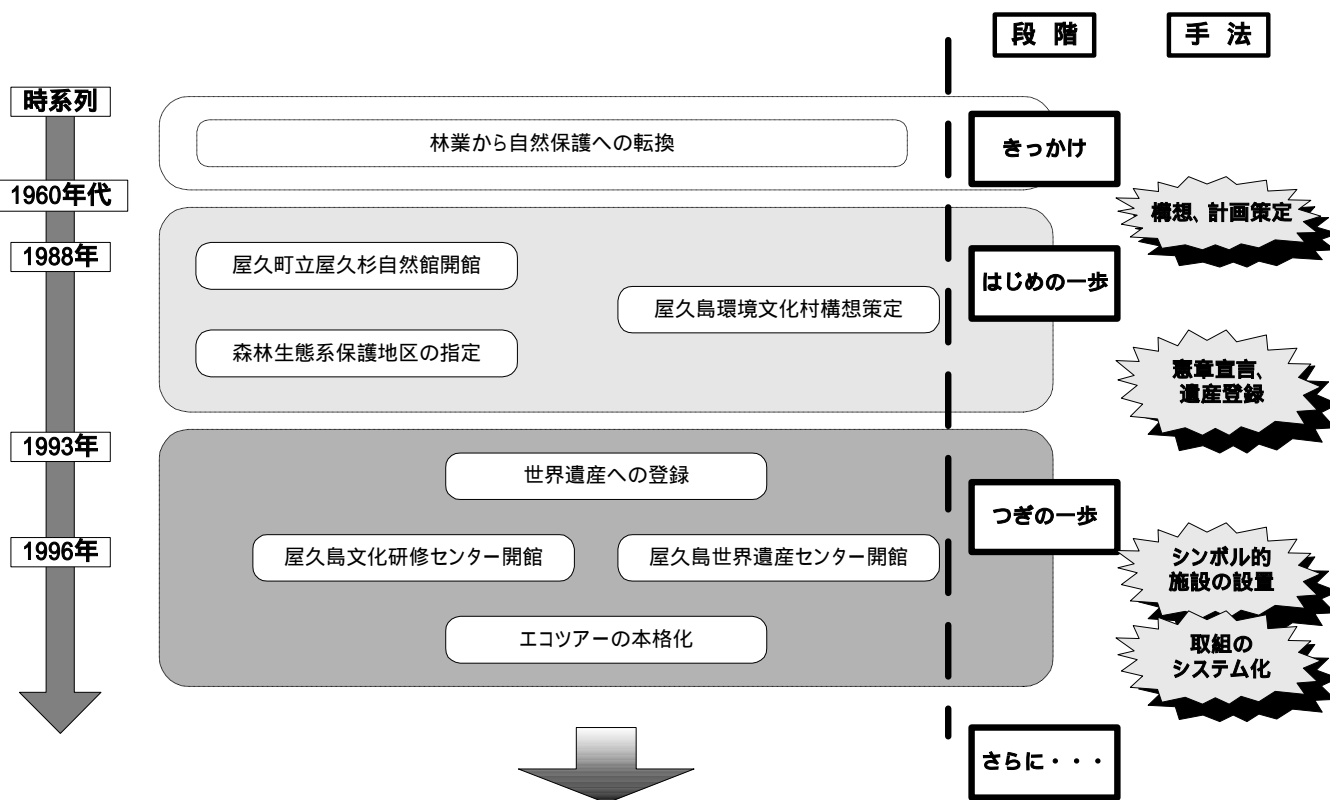 段 階
手 法
時系列
林業から自然保護への転換
きっかけ
1960年代
構想、計画策定
1988年
屋久町立屋久杉自然館開館
はじめの一歩
屋久島環境文化村構想策定
森林生態系保護地区の指定
憲章宣言、
遺産登録
1993年
世界遺産への登録
つぎの一歩
1996年
屋久島文化研修センター開館
屋久島世界遺産センター開館
シンボル的
施設の設置
エコツアーの本格化
取組の
システム化
さらに・・・